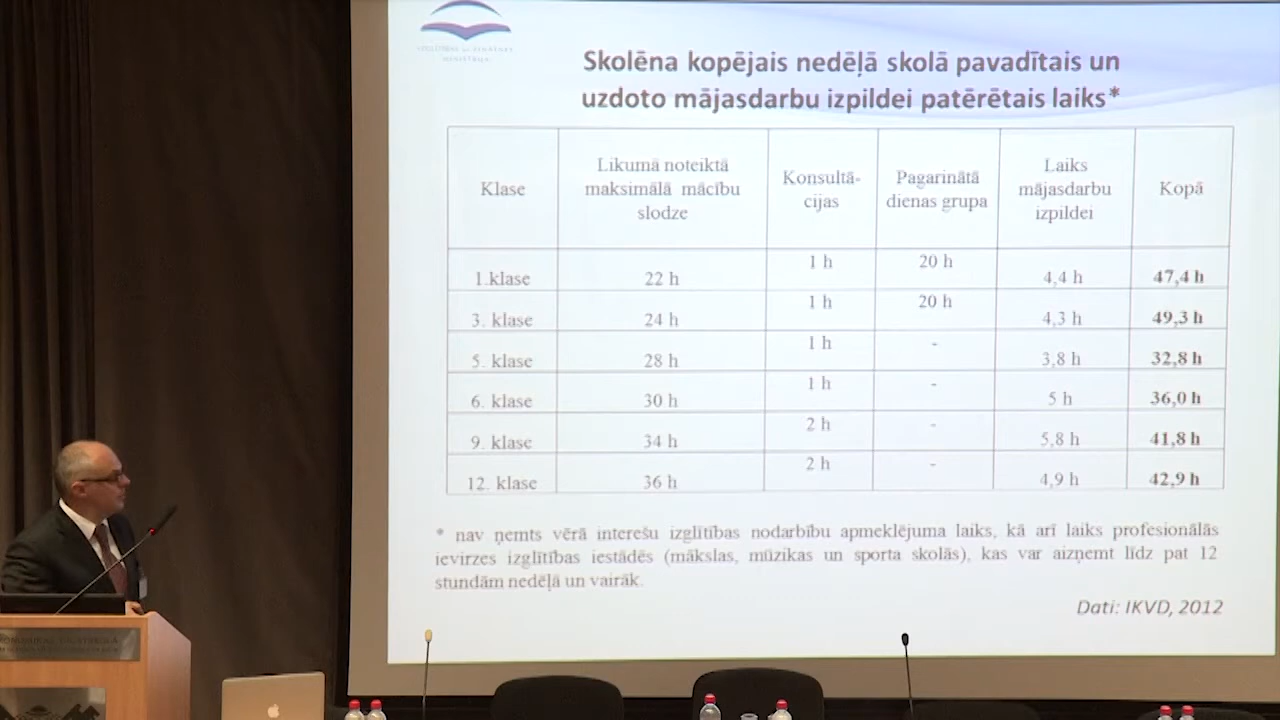 IZGLĪTĪBAS UN ZINĀTNES
MINISTRIJA
Skolēna kopējais nedēļā skolā pavadītais un
uzdoto mājasdarbu izpildei patērētais laiks*
Klase
Likumā noteiktā
maksimālā mācību
slodze
Konsultā-
cijas
Pagarinātā
dienas grupa
Laiks
mājasdarbu
izpildei
Kopā
1.klase 22 h 1 h 20 h 4,4 h 47,4 h
3. klase 24 h 1 h 20 h 4,3 h 49,3 h
5. klase 28 h 1 h - 3,8 h 32,8 h
6. klase 30 h 1 h - 5 h 36,0 h
9. klase 34 h 2 h - 5,8 h 41,8 h
12. klase 36 h 2 h - 4,9 h 42,9 h
* nav ņemts vērā interešu izglītības nodarbību apmeklējuma laiks, kā arī laiks profesionālās
ievirzes izglītības iestādēs (mākslas, mūzikas un sporta skolās), kas var aizņemt līdz pat 12
stundām nedēļā un vairāk.
Dati: IKVD, 2012